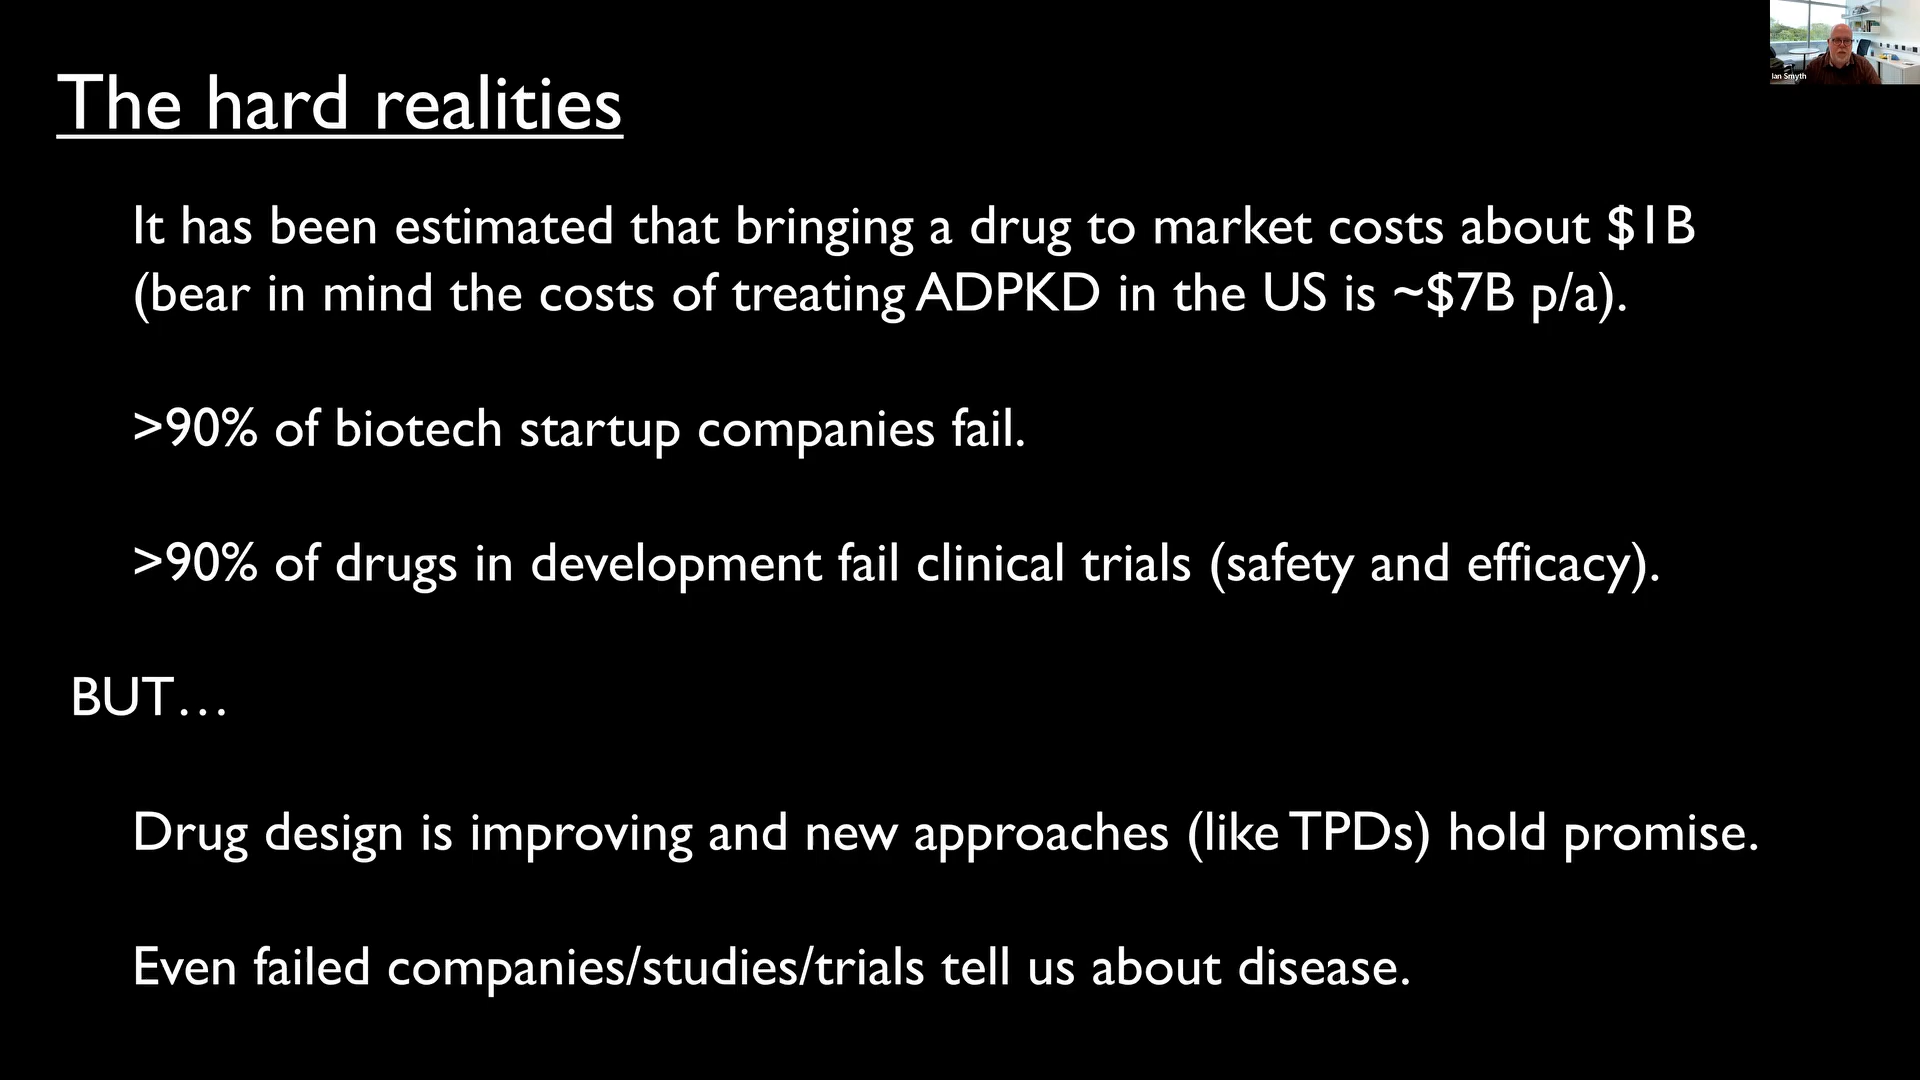 Ian Smyth
The hard realities
It has been estimated that bringing a drug to market costs about $1B
(bear in mind the costs of treating ADPKD in the US is ~$7B p/a).
>90% of biotech startup companies fail.
>90% of drugs in development fail clinical trials (safety and efficacy).
BUT…
Drug design is improving and new approaches (like TPDs) hold promise.
Even failed companies/studies/trials tell us about disease.